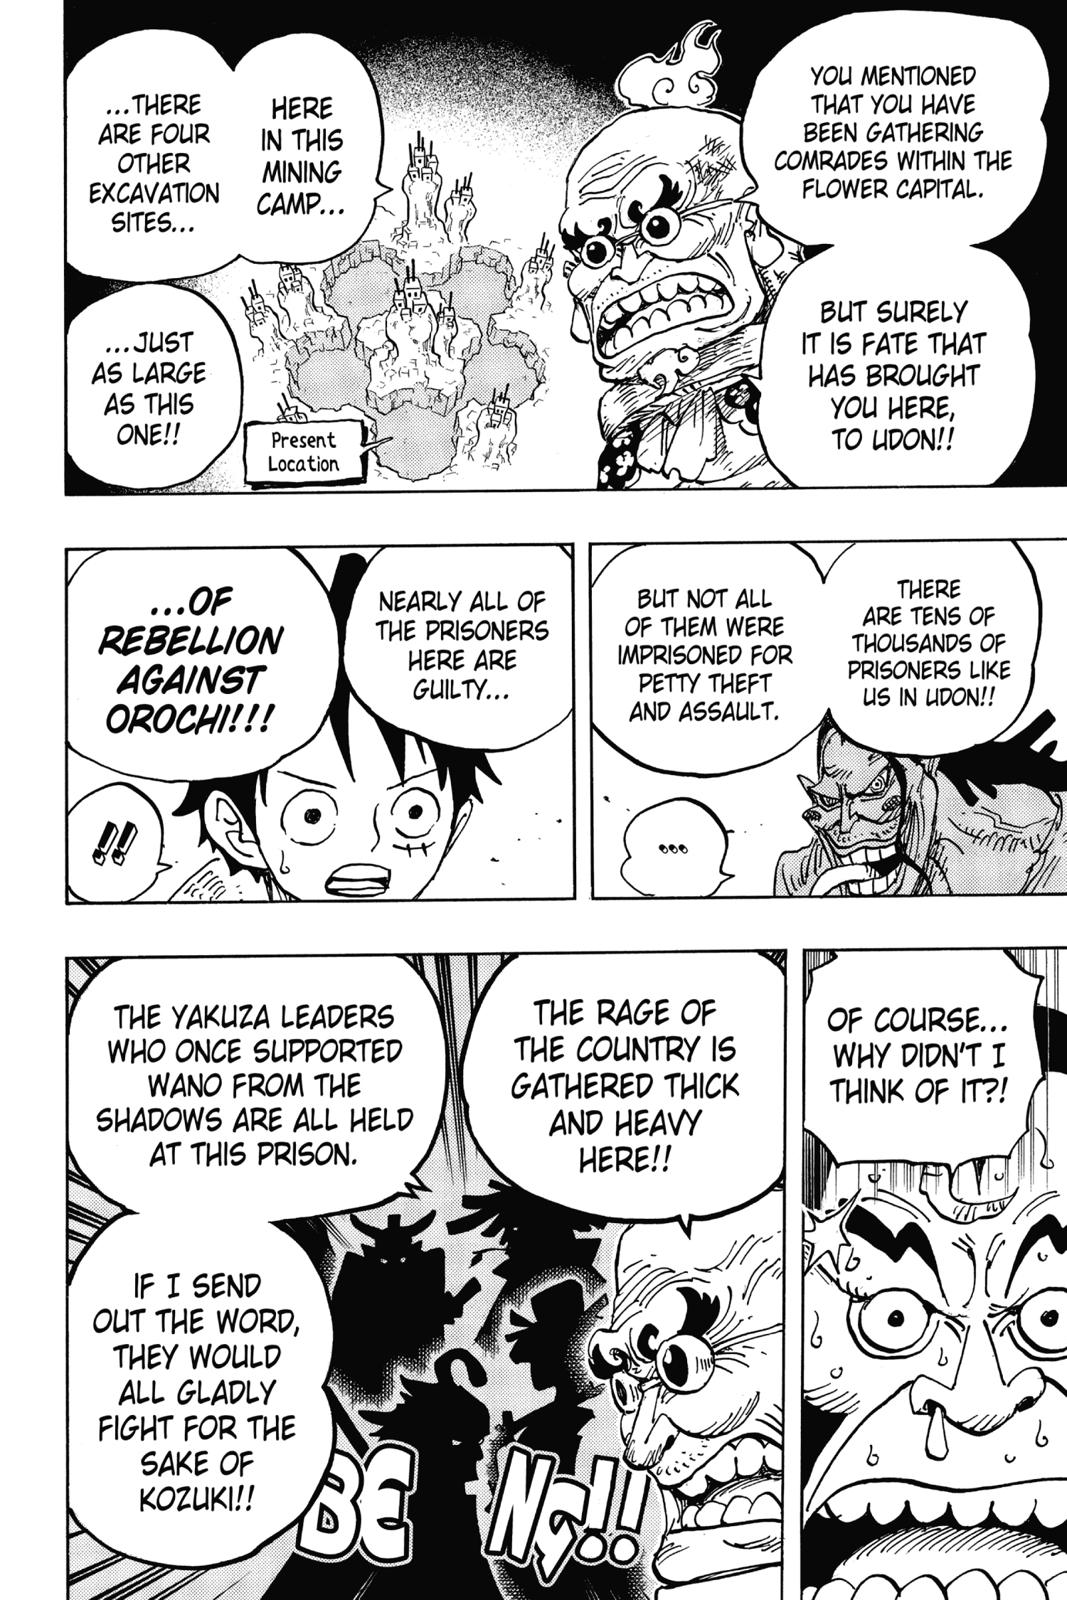 YOU MENTIONED
THAT YOU HAVE
BEEN GATHERING
COMRADES WITHIN THE
FLOWER CAPITAL.
BUT SURELY
IT IS FATE THAT
HAS BROUGHT
YOU HERE,
TO UDON!!
HERE
IN THIS
MINING
CAMP...
...THERE
ARE FOUR
OTHER
EXCAVATION
SITES...
...JUST
AS LARGE
AS THIS
ONE!!
Present
Location
THERE
ARE TENS OF
THOUSANDS OF
PRISONERS LIKE
US IN UDON!!
BUT NOT ALL
OF THEM WERE
IMPRISONED FOR
PETTY THEFT
AND ASSAULT.
...
NEARLY ALL OF
THE PRISONERS
HERE ARE
GUILTY...
...OF
REBELLION
AGAINST
OROCHI!!!
!!
OF COURSE...
WHY DIDN'T I
THINK OF IT?!
THE RAGE OF
THE COUNTRY IS
GATHERED THICK
AND HEAVY
HERE!!
THE YAKUZA LEADERS
WHO ONCE SUPPORTED
WANO FROM THE
SHADOWS ARE ALL HELD
AT THIS PRISON.
IF I SEND
OUT THE WORD,
THEY WOULD
ALL GLADLY
FIGHT FOR THE
SAKE OF
KOZUKI!!
BE NG!!